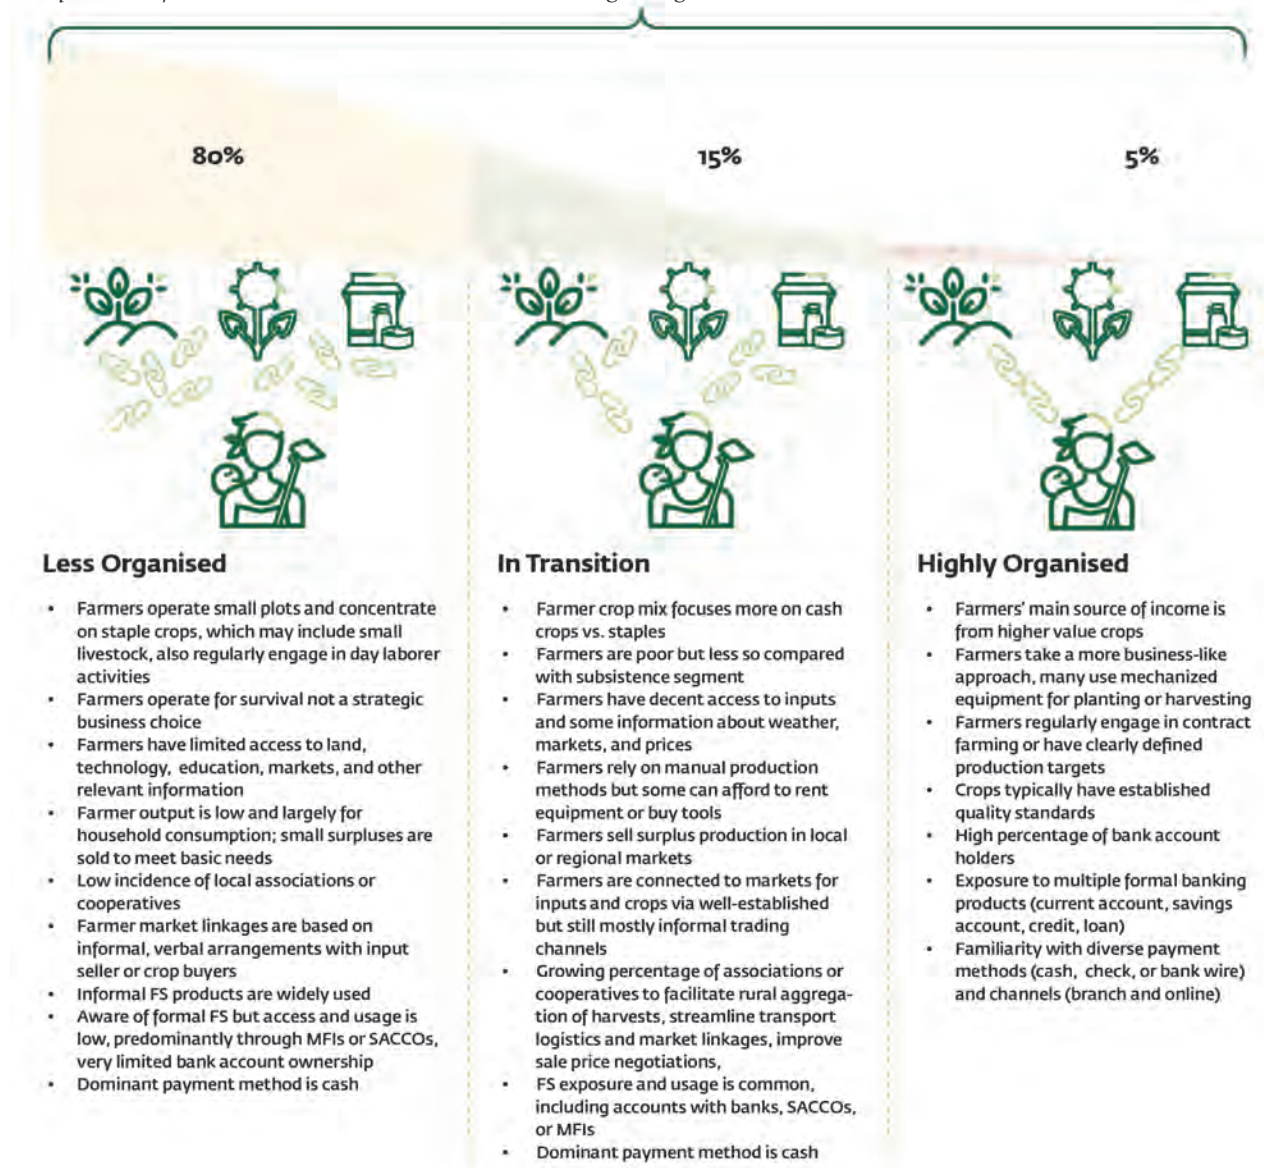 80%
15%
5%
Less Organised
• Farmers operate small plots and concentrate
on staple crops, which may include small
livestock, also regularly engage in day laborer
activities
• Farmers operate for survival not a strategic
business choice
• Farmers have limited access to land,
technology, education, markets, and other
relevant information
• Farmer output is low and largely for
household consumption; small surpluses are
sold to meet basic needs
• Low incidence of local associations or
cooperatives
• Farmer market linkages are based on
informal, verbal arrangements with input
seller or crop buyers
• Informal FS products are widely used
• Aware of formal FS but access and usage is
low, predominantly through MFIs or SACCOs,
very limited bank account ownership
• Dominant payment method is cash
In Transition
• Farmer crop mix focuses more on cash
crops vs. staples
• Farmers are poor but less so compared
with subsistence segment
• Farmers have decent access to inputs
and some information about weather,
markets, and prices
• Farmers rely on manual production
methods but some can afford to rent
equipment or buy tools
• Farmers sell surplus production in local
or regional markets
• Farmers are connected to markets for
inputs and crops via well-established
but still mostly informal trading
channels
• Growing percentage of associations or
cooperatives to facilitate rural aggrega-
tion of harvests, streamline transport
logistics and market linkages, improve
sale price negotiations,
• FS exposure and usage is common,
including accounts with banks, SACCOs,
or MFIs
• Dominant payment method is cash
Highly Organised
• Farmers' main source of income is
from higher value crops
• Farmers take a more business-like
approach, many use mechanized
equipment for planting or harvesting
• Farmers regularly engage in contract
farming or have clearly defined
production targets
• Crops typically have established
quality standards
• High percentage of bank account
holders
• Exposure to multiple formal banking
products (current account, savings
account, credit, loan)
• Familiarity with diverse payment
methods (cash, check, or bank wire)
and channels (branch and online)